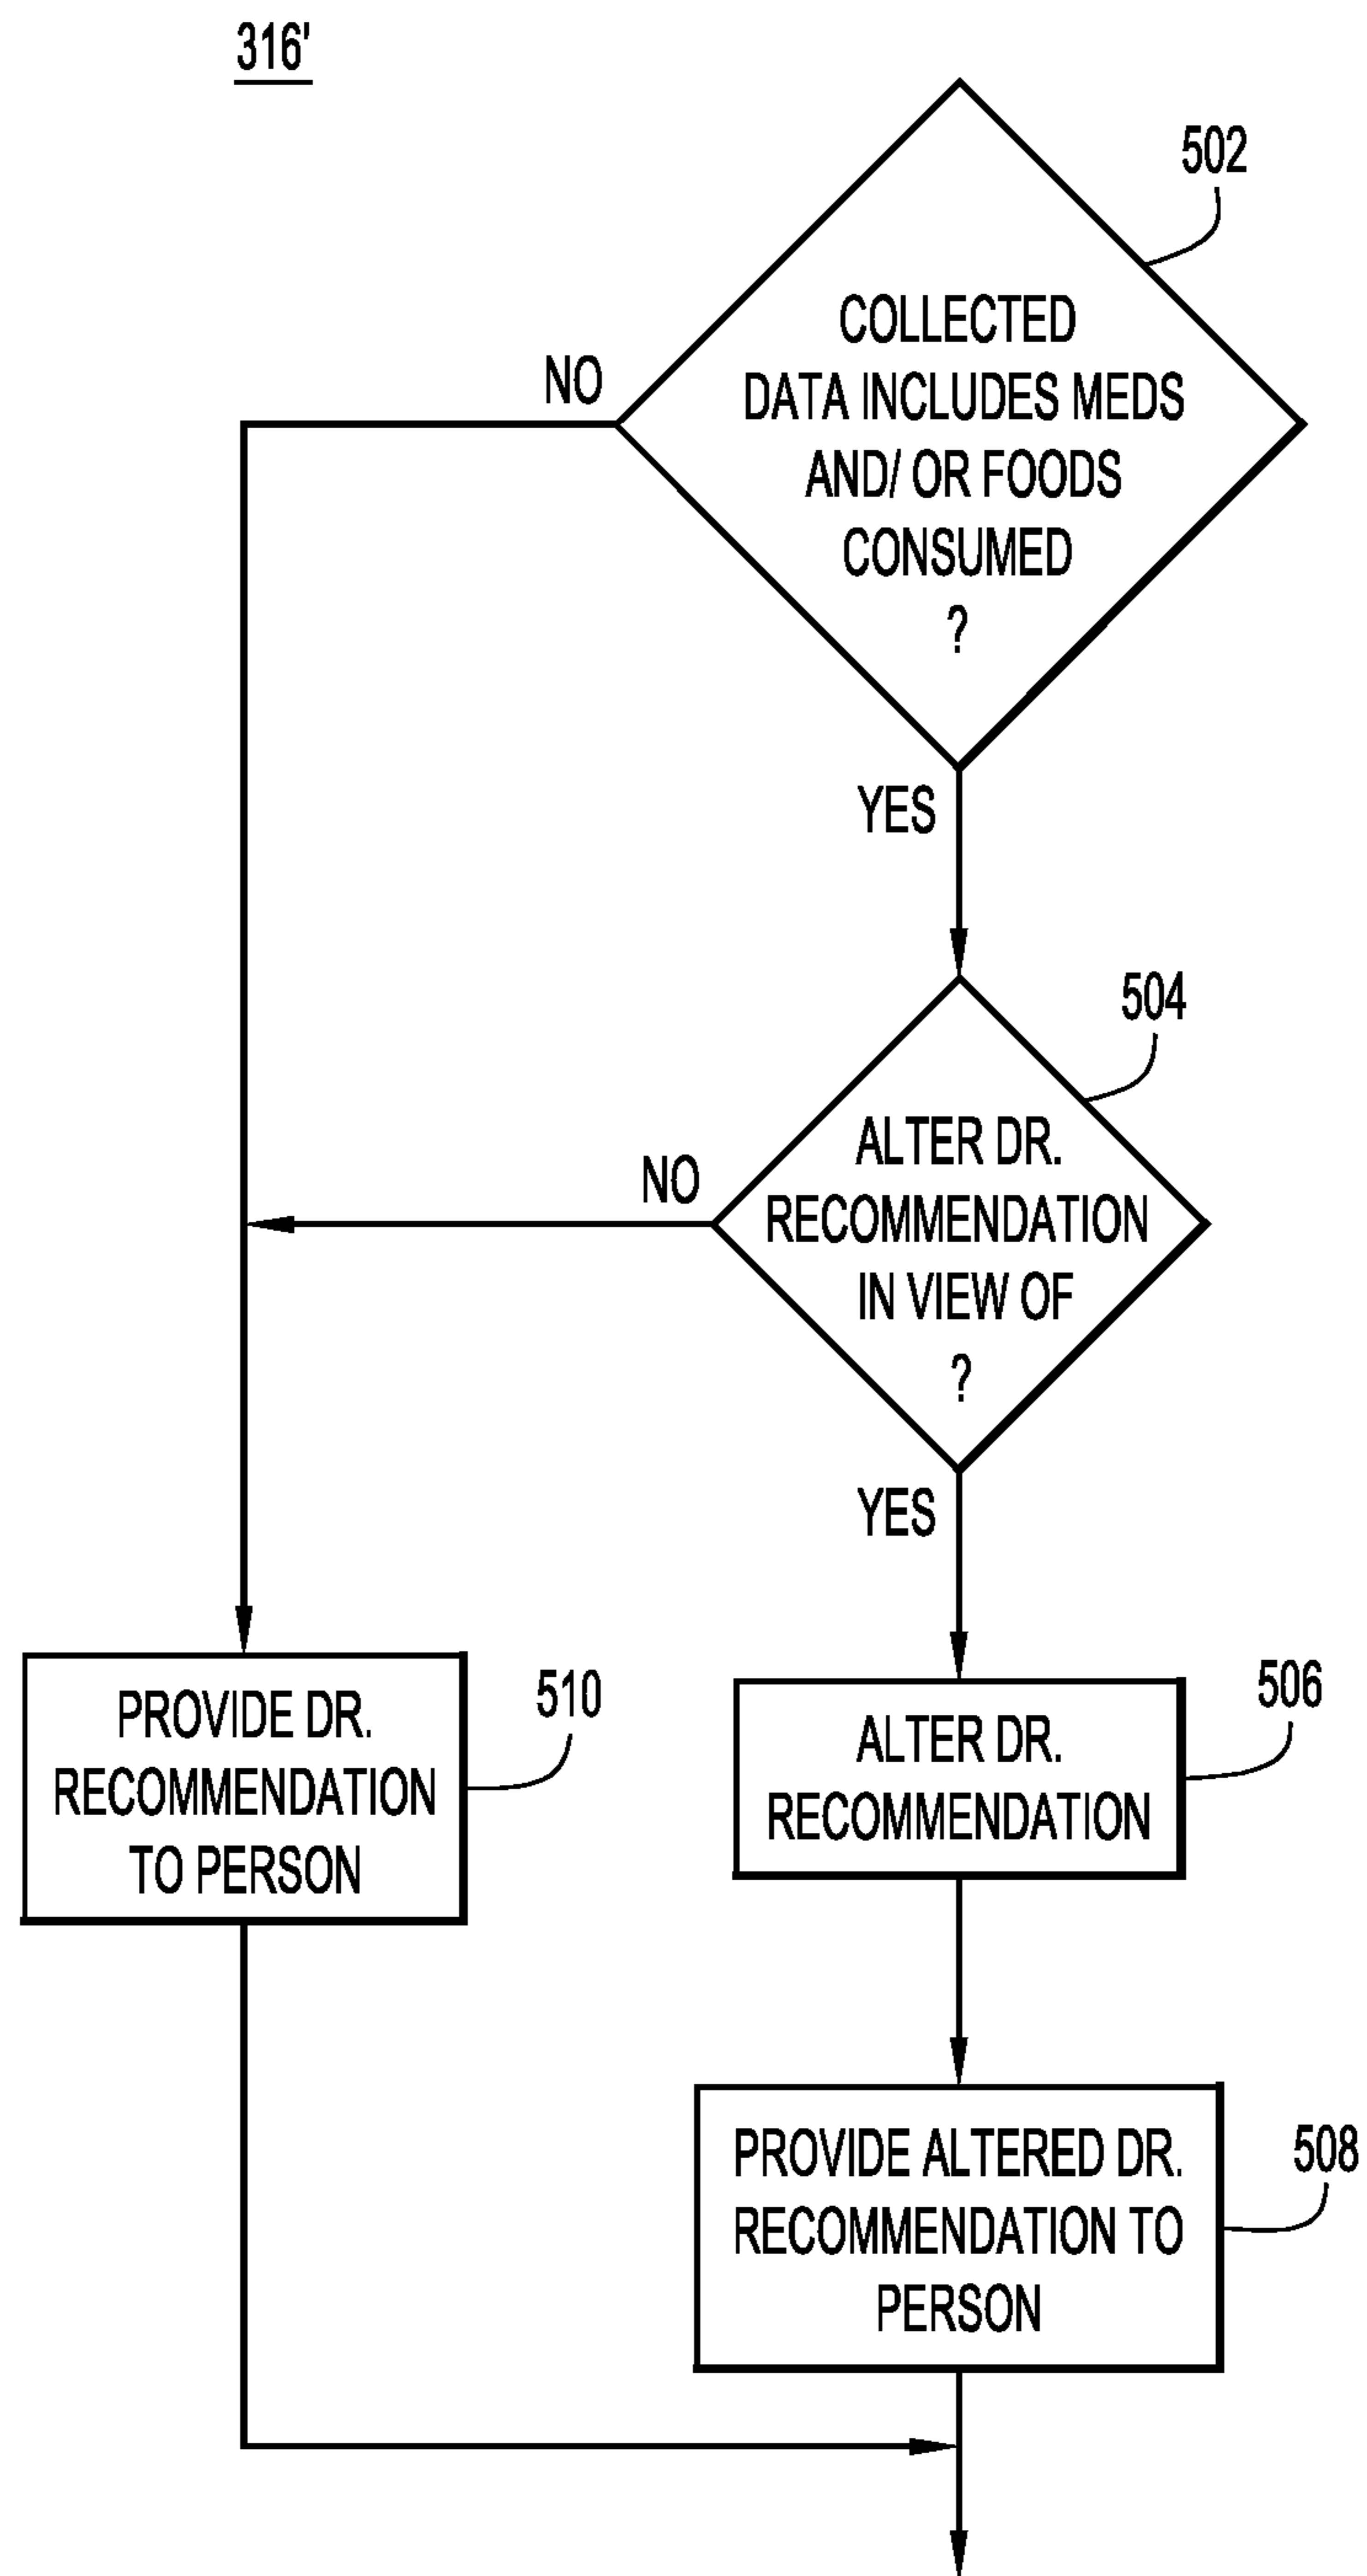 316'
502
COLLECTED
DATA INCLUDES MEDS
AND/ OR FOODS
CONSUMED
?
NO
YES
504
ALTER DR.
RECOMMENDATION
IN VIEW OF
?
NO
YES
510
PROVIDE DR.
RECOMMENDATION
TO PERSON
506
ALTER DR.
RECOMMENDATION
508
PROVIDE ALTERED DR.
RECOMMENDATION TO
PERSON